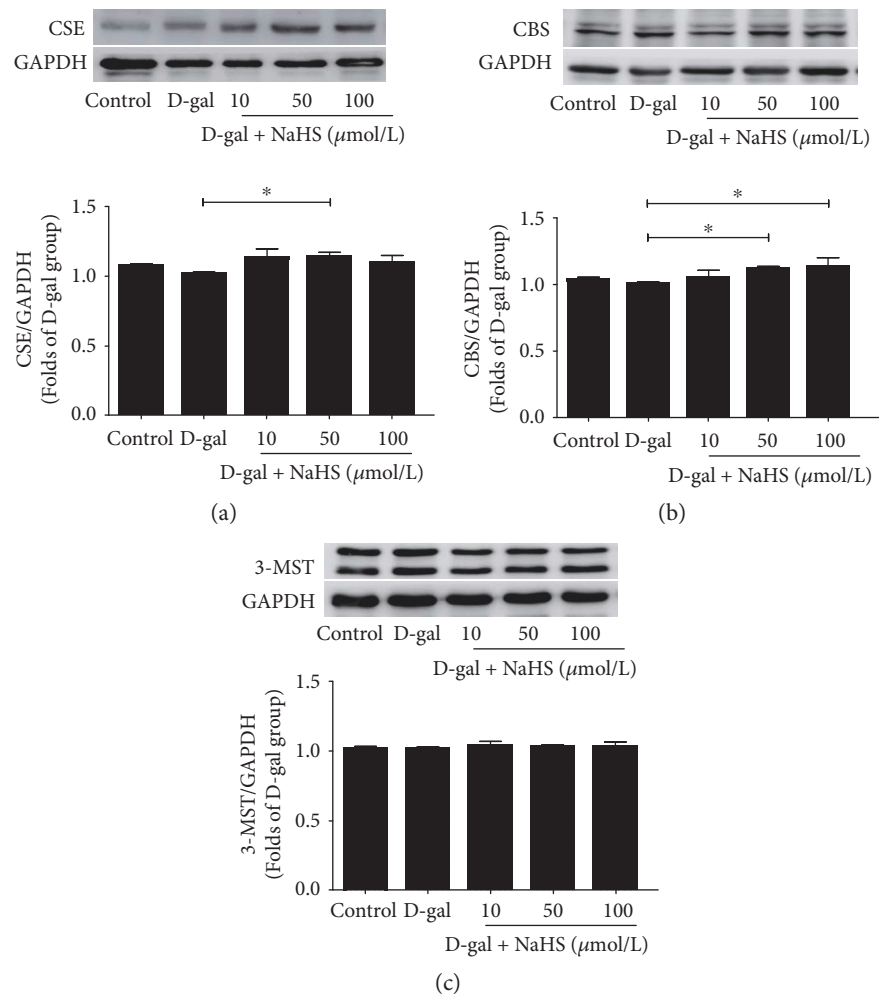 CSE
GAPDH
Control D-gal 10 50 100
D-gal + NaHS (μmol/L)
*
1.5
1.0
0.5
0.0
CSE/GAPDH
(Folds of D-gal group)
Control D-gal 10 50 100
D-gal + NaHS (μmol/L)
(a)
CBS
GAPDH
Control D-gal 10 50 100
D-gal + NaHS (μmol/L)
*
*
1.5
1.0
0.5
0.0
CBS/GAPDH
(Folds of D-gal group)
Control D-gal 10 50 100
D-gal + NaHS (μmol/L)
(b)
3-MST
GAPDH
Control D-gal 10 50 100
D-gal + NaHS (μmol/L)
1.5
1.0
0.5
0.0
3-MST/GAPDH
(Folds of D-gal group)
Control D-gal 10 50 100
D-gal + NaHS (μmol/L)
(c)